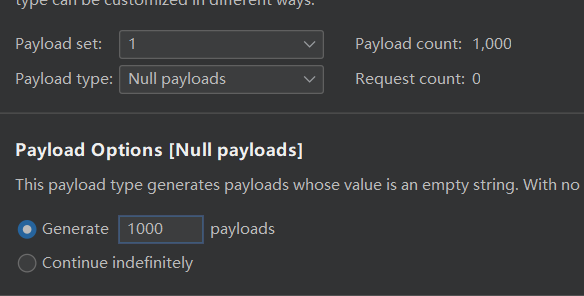 type can be customized in different ways.
Payload set: 1 Payload count: 1,000
Payload type: Null payloads Request count: 0
Payload Options [Null payloads]
This payload type generates payloads whose value is an empty string. With no
Generate 1000 payloads
Continue indefinitely